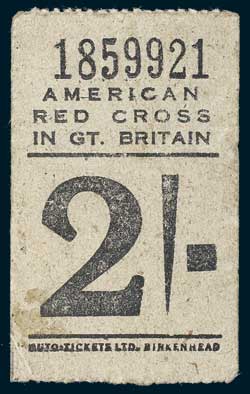 1859921
AMERICAN
RED CROSS
IN GT. BRITAIN
2/-
AUTO-TICKETS LTD. BIRKENHEAD